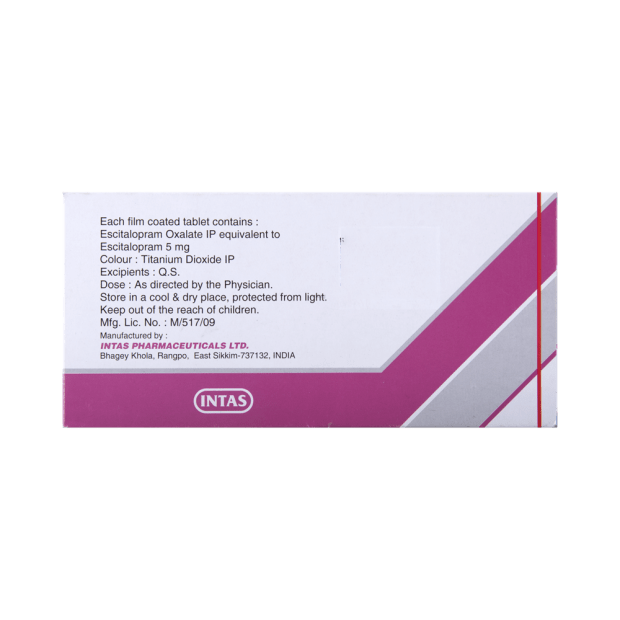 Each film coated tablet contains :
Escitalopram Oxalate IP equivalent to
Escitalopram 5 mg
Colour : Titanium Dioxide IP
Excipients : Q.S.
Dose : As directed by the Physician.
Store in a cool & dry place, protected from light.
Keep out of the reach of children.
Mfg. Lic. No. : M/517/09
Manufactured by :
INTAS PHARMACEUTICALS LTD.
Bhagey Khola, Rangpo, East Sikkim-737132, INDIA
INTAS